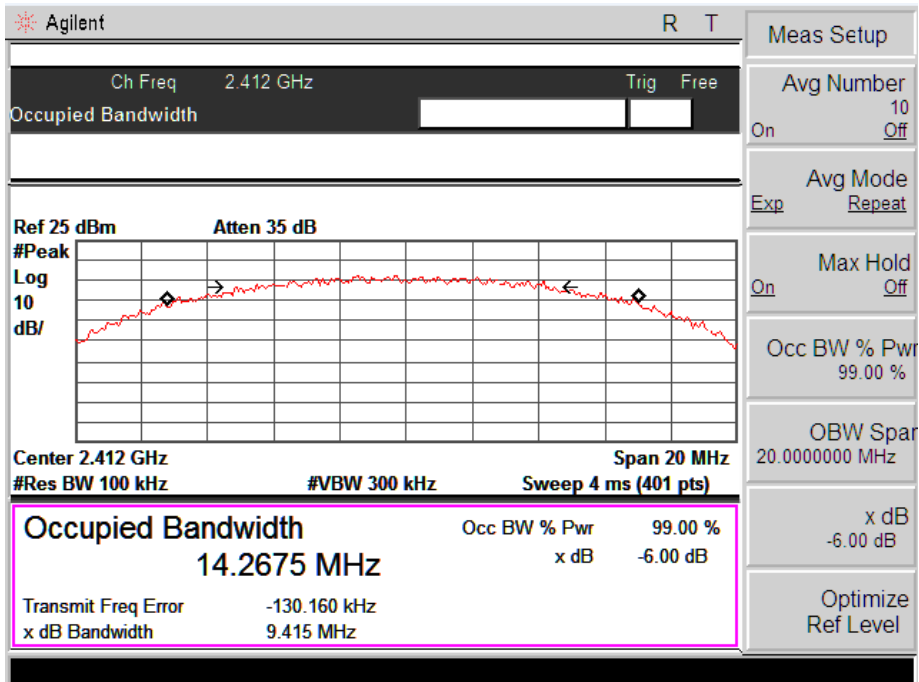 Agilent
R T
Ch Freq 2.412 GHz Trig Free
Occupied Bandwidth
Ref 25 dBm Atten 35 dB
#Peak
Log
10
dB/
Center 2.412 GHz Span 20 MHz
#Res BW 100 kHz #VBW 300 kHz Sweep 4 ms (401 pts)
Occupied Bandwidth
14.2675 MHz
Occ BW % Pwr 99.00 %
x dB -6.00 dB
Transmit Freq Error -130.160 kHz
x dB Bandwidth 9.415 MHz
Meas Setup
Avg Number
10
On Off
Avg Mode
Exp Repeat
Max Hold
On Off
Occ BW % Pwr
99.00 %
OBW Spar
20.0000000 MHz
x dB
-6.00 dB
Optimize
Ref Level